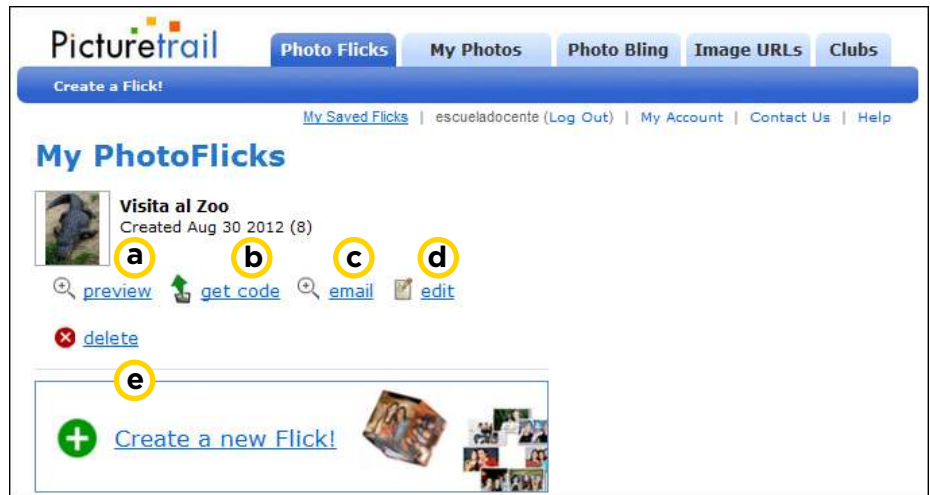 Picturetrail
Photo Flicks My Photos Photo Bling Image URLs Clubs
Create a Flick!
My Saved Flicks | escueladocente (Log Out) | My Account | Contact Us | Help
My PhotoFlicks
Visita al Zoo
Created Aug 30 2012 (8)
a b c d
preview get code email edit
delete
e
Create a new Flick!